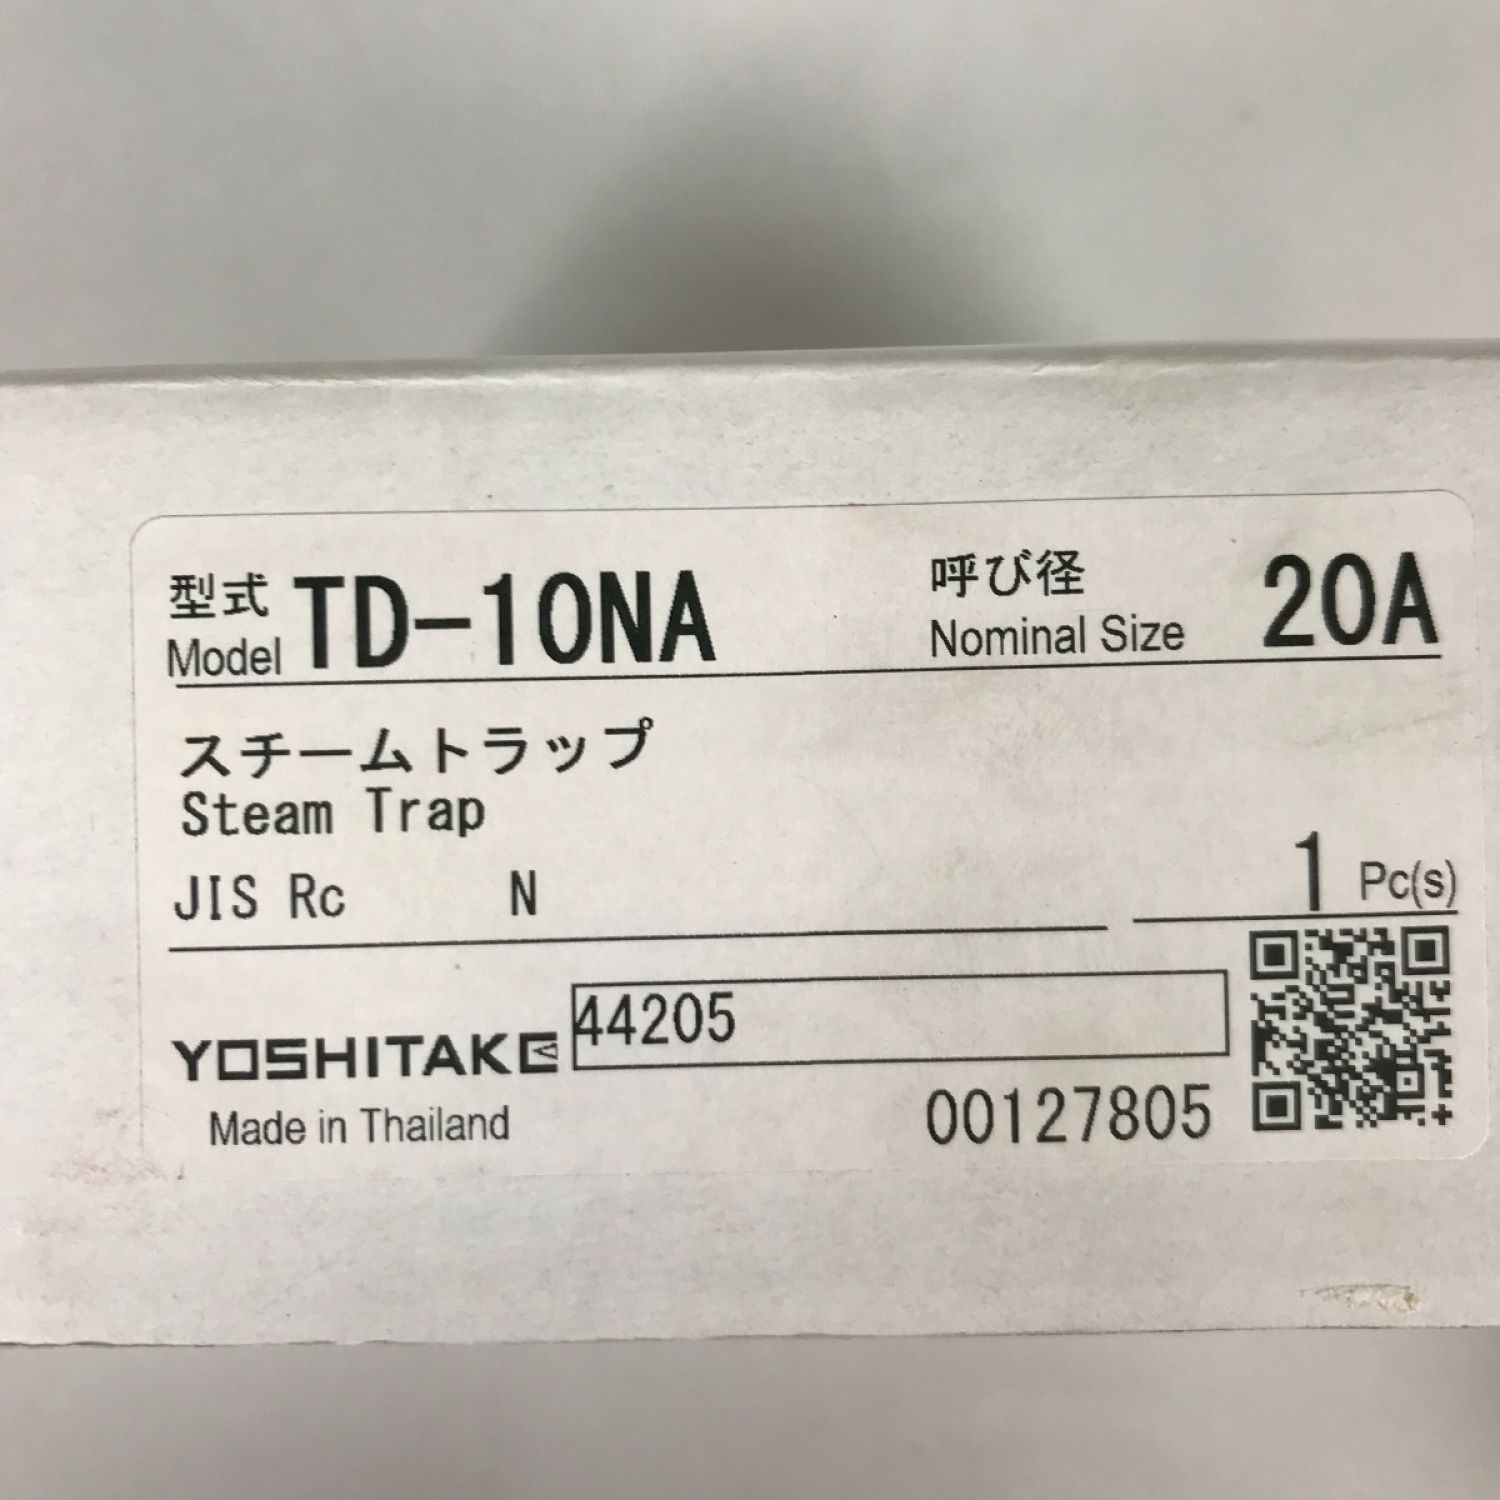 型式 TD-10NA 呼び径 20A
Model Nominal Size
スチームトラップ
Steam Trap
JIS Rc N 1 Pc(s)
YOSHITAKE 44205
Made in Thailand 00127805